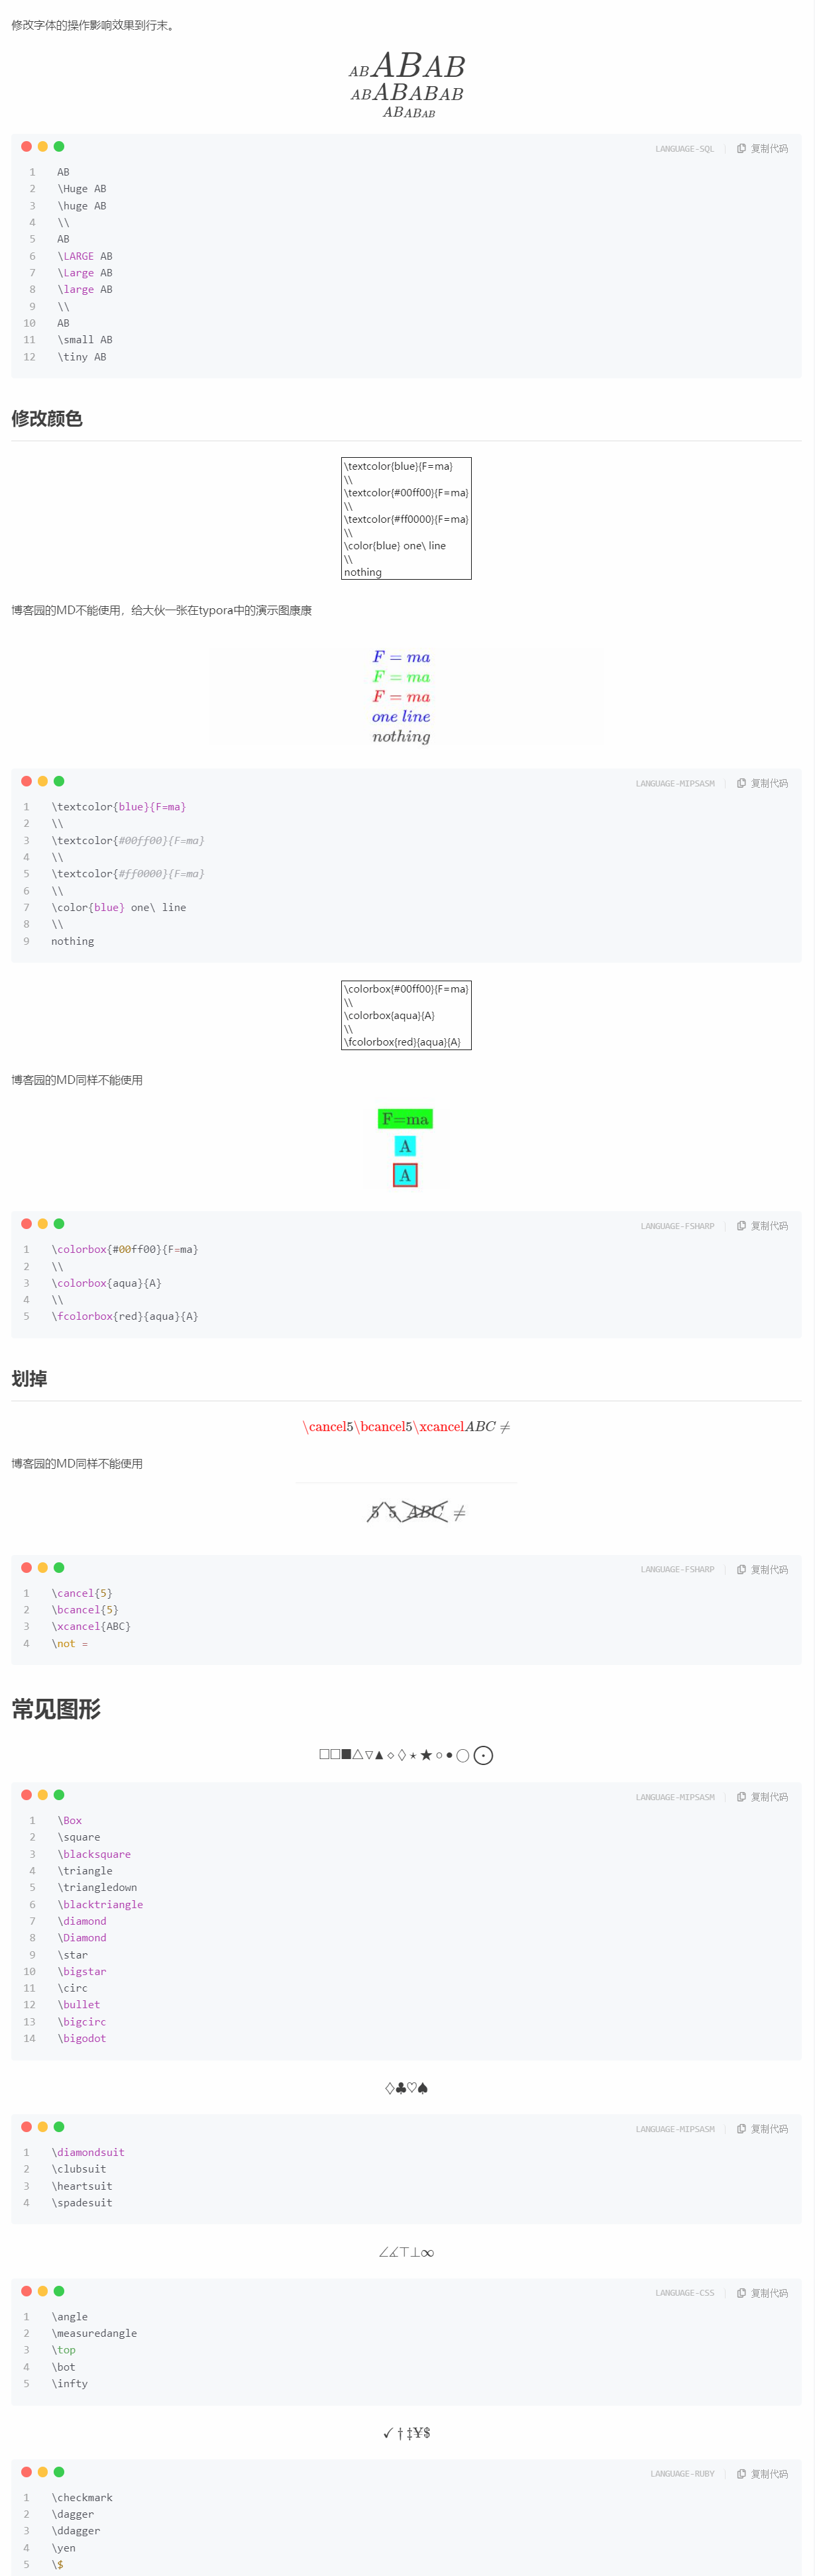 修改字体的操作影响效果到行末。
ABABAB
ABABABAB
ABABAB
LANGUAGE-SQL 复制代码
1 AB
2 \Huge AB
3 \huge AB
4 \\
5 AB
6 \LARGE AB
7 \Large AB
8 \large AB
9 \\
10 AB
11 \small AB
12 \tiny AB
修改颜色
\textcolor{blue}{F=ma}
\\
\textcolor{#00ff00}{F=ma}
\\
\textcolor{#ff0000}{F=ma}
\\
\color{blue} one\ line
\\
nothing
博客园的MD不能使用，给大伙一张在typora中的演示图康康
F = ma
F = ma
F = ma
one line
nothing
LANGUAGE-MIPSASM 复制代码
1 \textcolor{blue}{F=ma}
2 \\
3 \textcolor{#00ff00}{F=ma}
4 \\
5 \textcolor{#ff0000}{F=ma}
6 \\
7 \color{blue} one\ line
8 \\
9 nothing
\colorbox{#00ff00}{F=ma}
\\
\colorbox{aqua}{A}
\\
\fcolorbox{red}{aqua}{A}
博客园的MD同样不能使用
F=ma
A
A
LANGUAGE-FSHARP 复制代码
1 \colorbox{#00ff00}{F=ma}
2 \\
3 \colorbox{aqua}{A}
4 \\
5 \fcolorbox{red}{aqua}{A}
划掉
\cancel5\bcancel5\xcancelABC ≠
博客园的MD同样不能使用
5 5 ABC ≠
LANGUAGE-FSHARP 复制代码
1 \cancel{5}
2 \bcancel{5}
3 \xcancel{ABC}
4 \not =
常见图形
□□■△▽▲⋄◊⋆★∘∙◯⨀
LANGUAGE-MIPSASM 复制代码
1 \Box
2 \square
3 \blacksquare
4 \triangle
5 \triangledown
6 \blacktriangle
7 \diamond
8 \Diamond
9 \star
10 \bigstar
11 \circ
12 \bullet
13 \bigcirc
14 \bigodot
♢♣♡♠
LANGUAGE-MIPSASM 复制代码
1 \diamondsuit
2 \clubsuit
3 \heartsuit
4 \spadesuit
∠∡⊤⊥∞
LANGUAGE-CSS 复制代码
1 \angle
2 \measuredangle
3 \top
4 \bot
5 \infty
✓†‡¥$
LANGUAGE-RUBY 复制代码
1 \checkmark
2 \dagger
3 \ddagger
4 \yen
5 \$